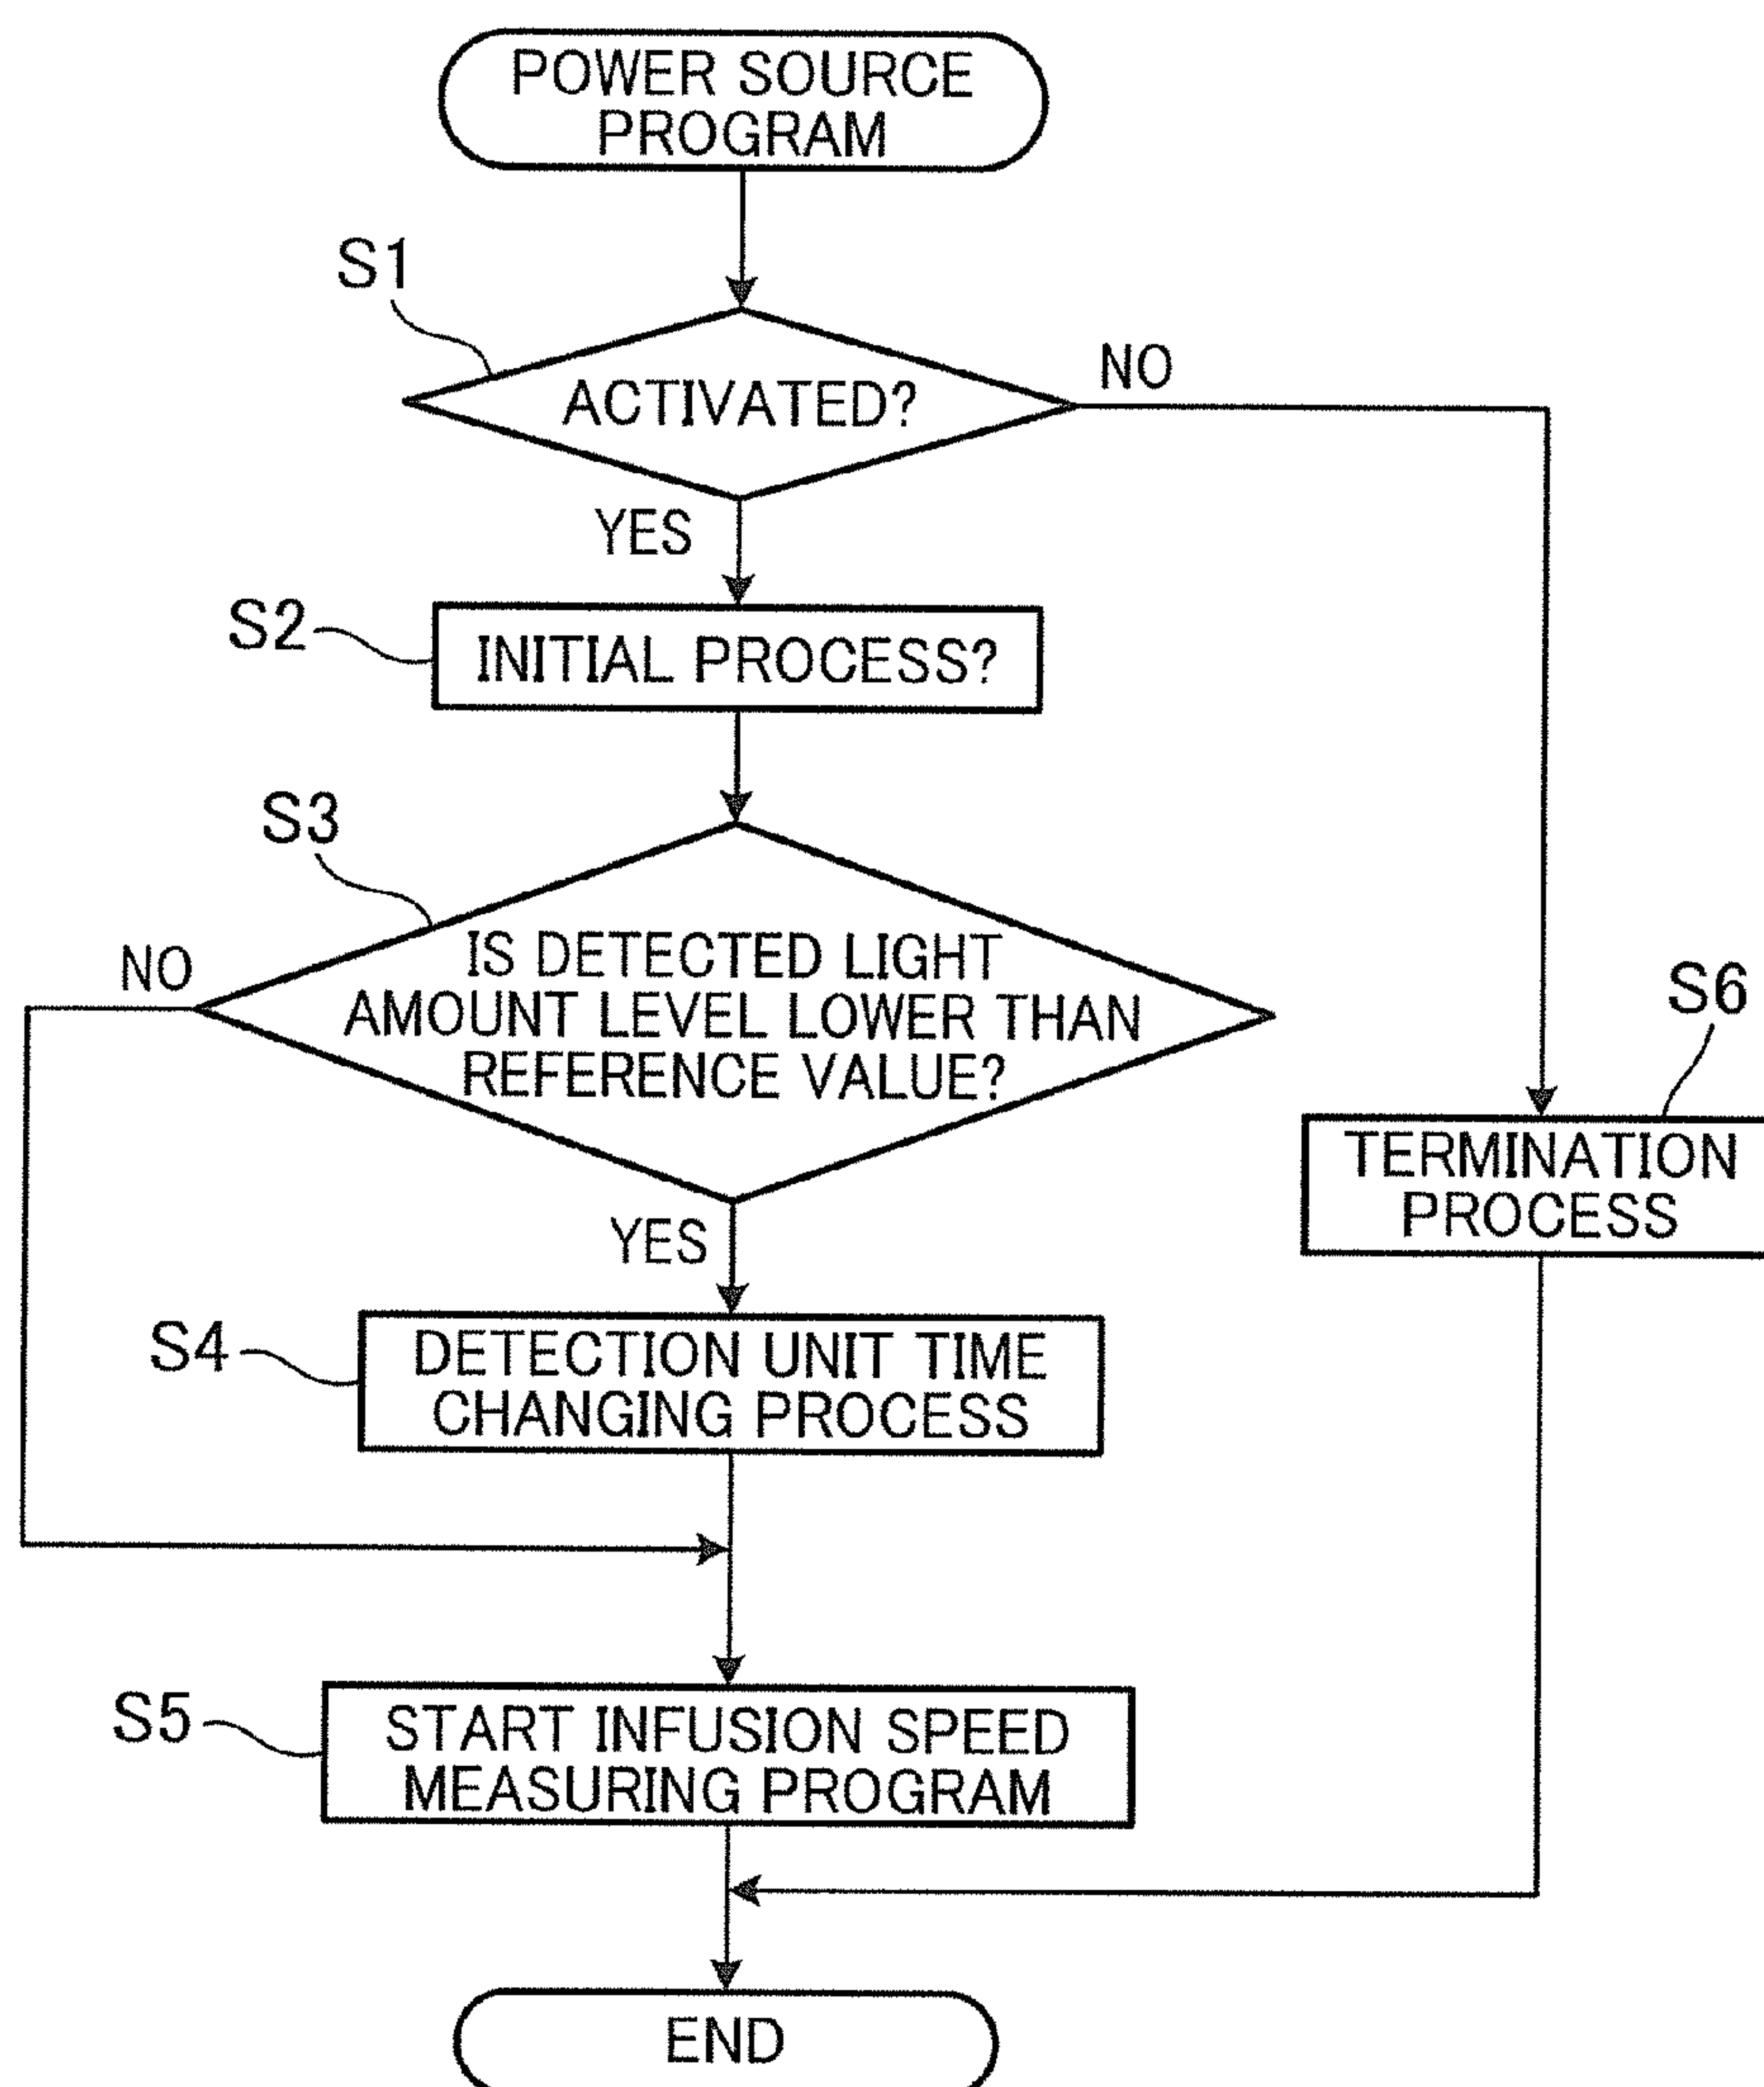 POWER SOURCE
PROGRAM
S1
ACTIVATED?
NO
YES
S2
INITIAL PROCESS?
S3
IS DETECTED LIGHT
AMOUNT LEVEL LOWER THAN
REFERENCE VALUE?
NO
YES
S6
TERMINATION
PROCESS
S4
DETECTION UNIT TIME
CHANGING PROCESS
S5
START INFUSION SPEED
MEASURING PROGRAM
END